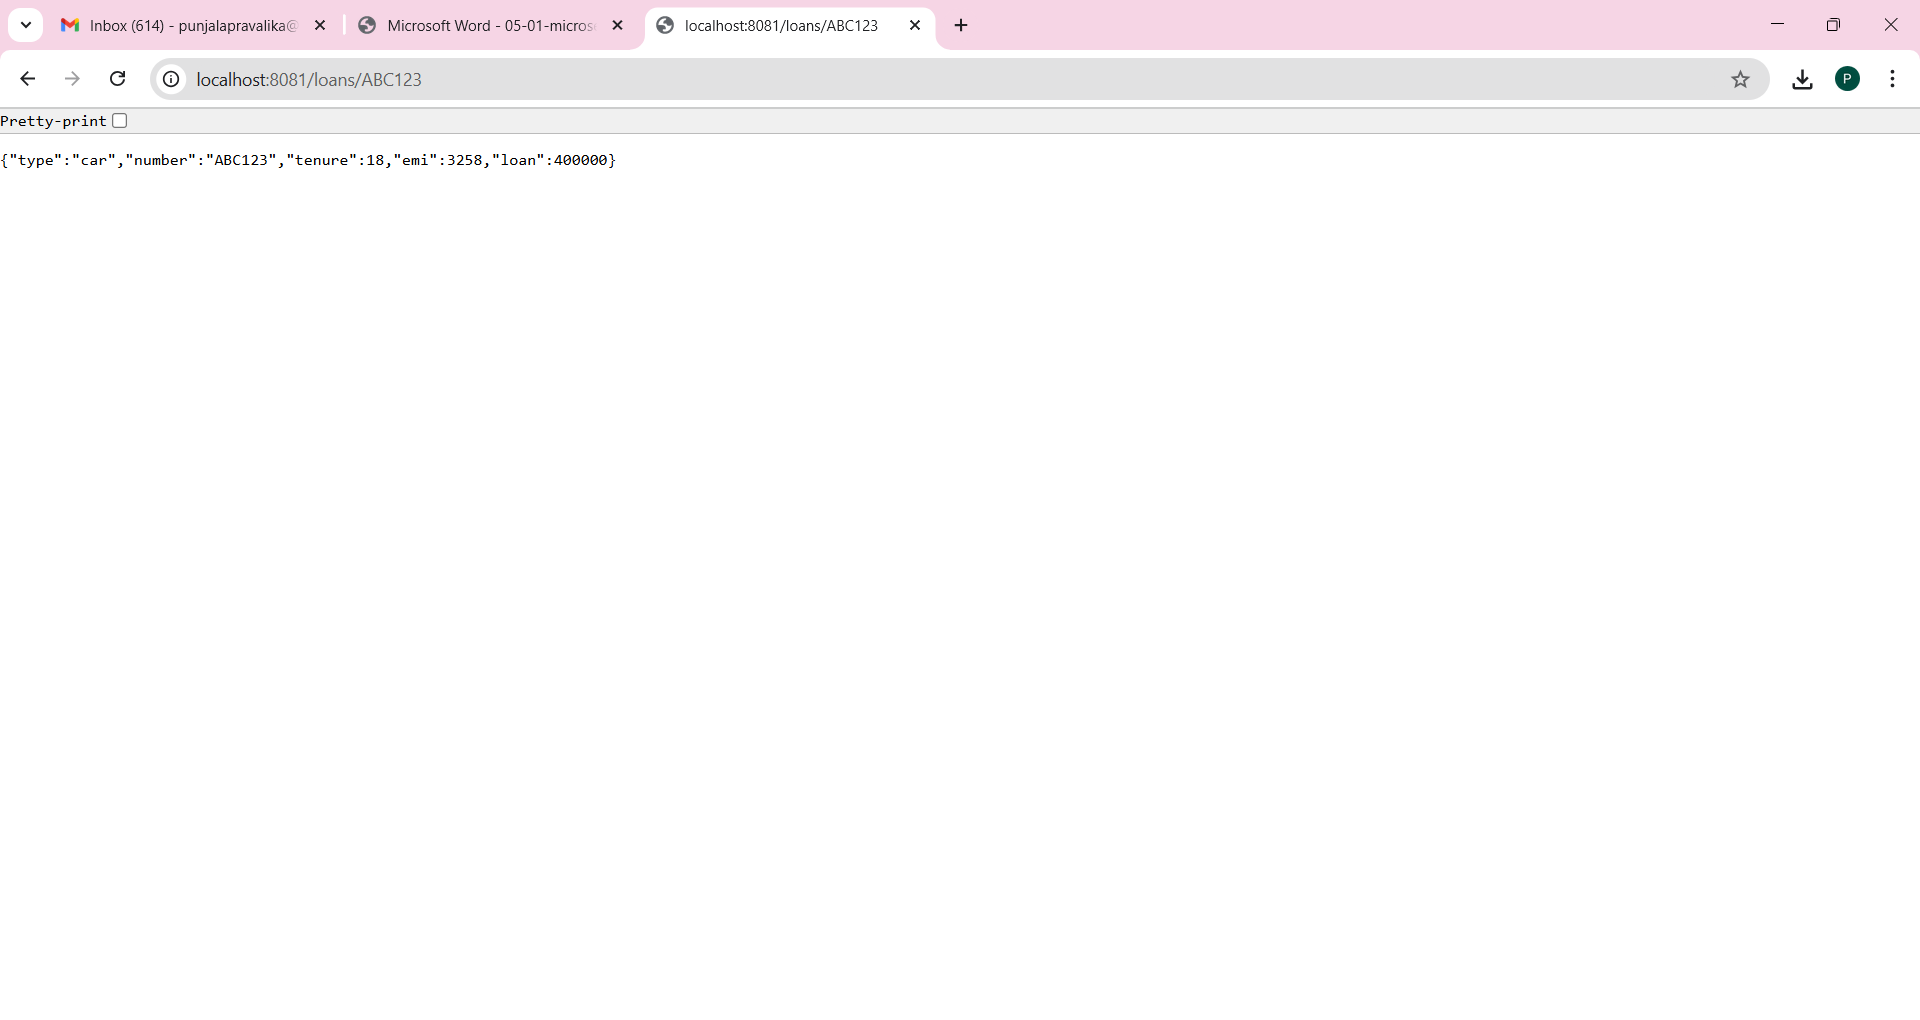 Inbox (614) - punjalapravalika@
Microsoft Word - 05-01-micros
localhost:8081/loans/ABC123
localhost:8081/loans/ABC123
P
Pretty-print
{"type":"car","number":"ABC123","tenure":18,"emi":3258,"loan":400000}